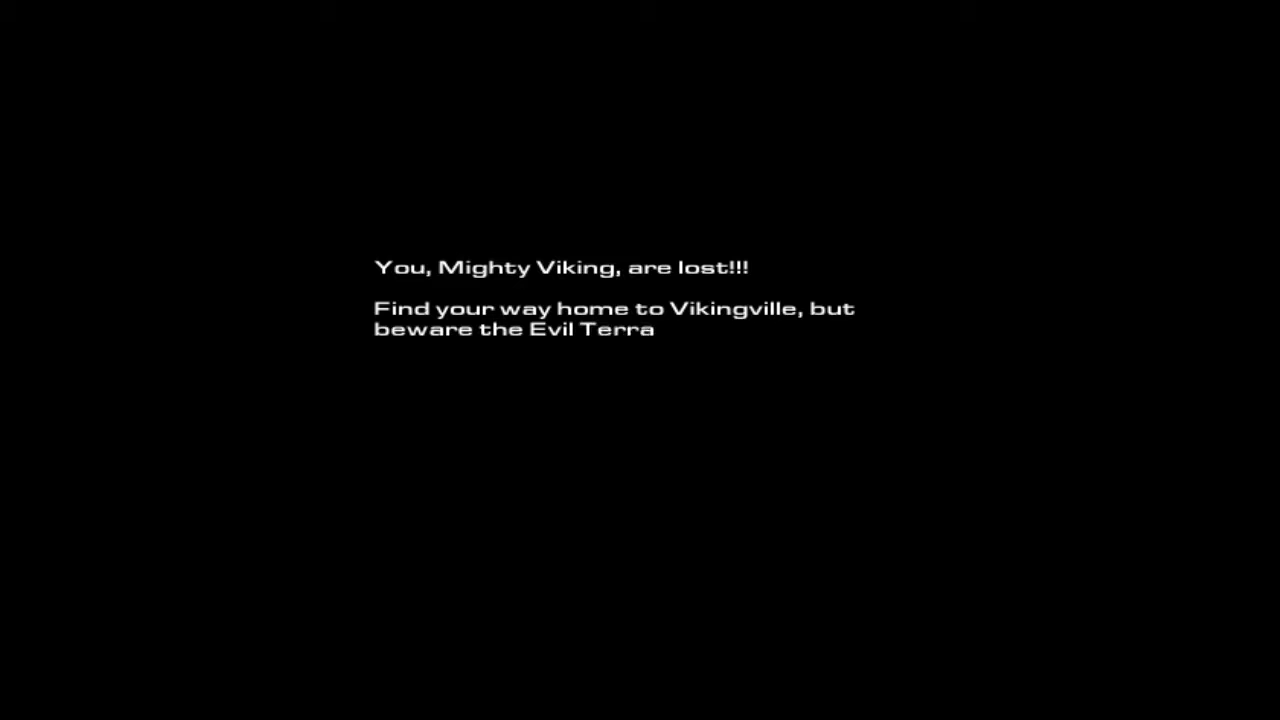 You, Mighty Viking, are lost!!!
Find your way home to Vikingville, but
beware the Evil Terra